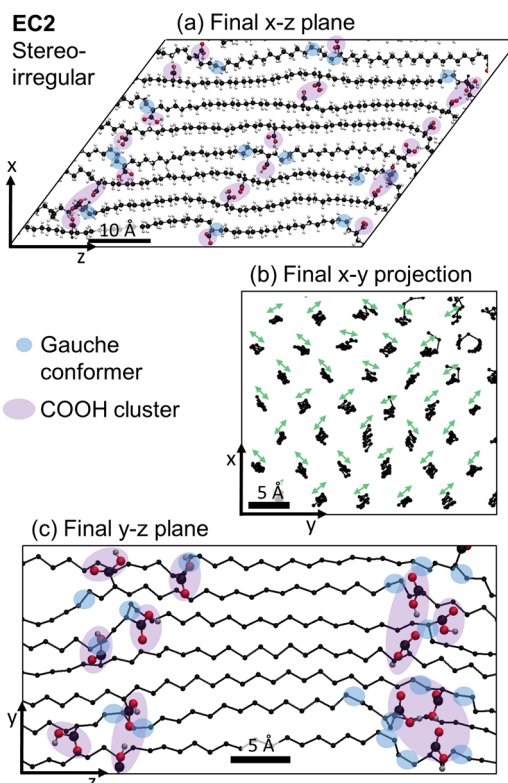 EC2
Stereo-
irregular
(a) Final x-z plane
x
z
10 Å
(b) Final x-y projection
Gauche
conformer
COOH cluster
x
y
5 Å
(c) Final y-z plane
y
z
5 Å